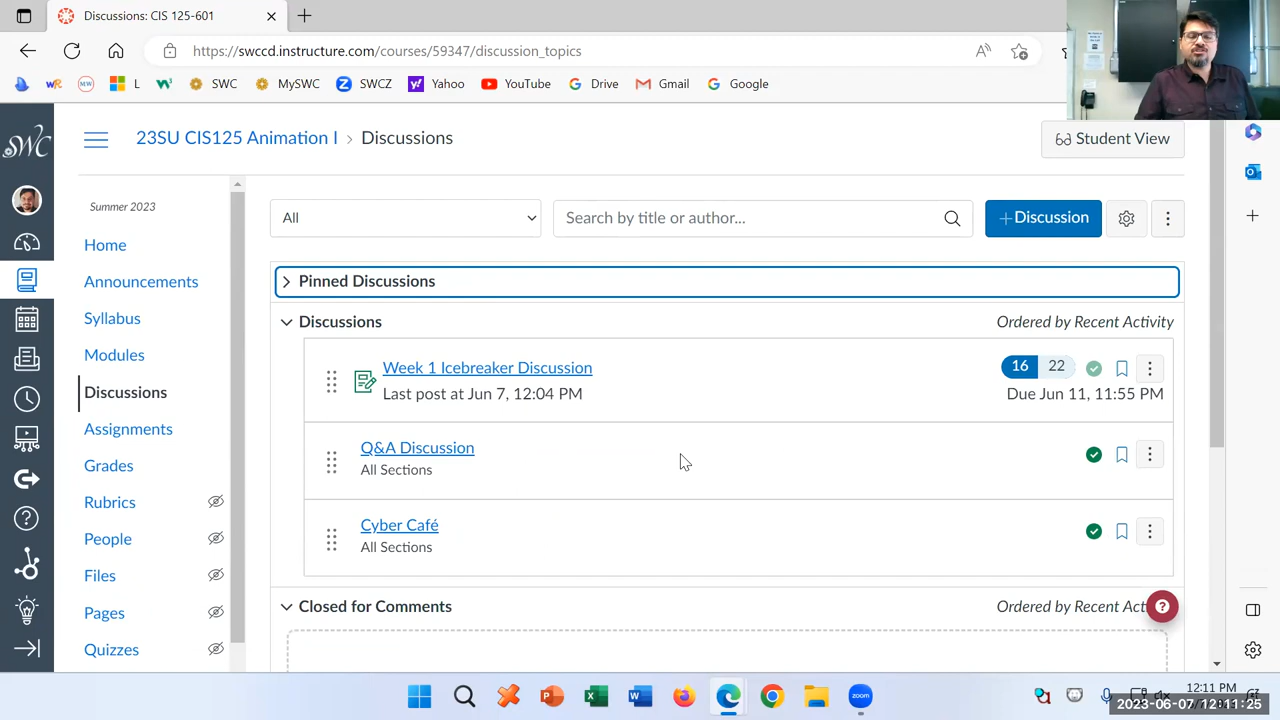 Discussions: CIS 125-601
https://swccd.instructure.com/courses/59347/discussion_topics
L
SWC
MySWC
SWCZ
Yahoo
YouTube
Drive
Gmail
Google
SWC
23SU CIS125 Animation I > Discussions
Student View
Summer 2023
Home
Announcements
Syllabus
Modules
Discussions
Assignments
Grades
Rubrics
People
Files
Pages
Quizzes
All
Search by title or author...
+Discussion
Pinned Discussions
Discussions
Ordered by Recent Activity
Week 1 Icebreaker Discussion
16 22
Last post at Jun 7, 12:04 PM
Due Jun 11, 11:55 PM
Q&A Discussion
All Sections
Cyber Café
All Sections
Closed for Comments
Ordered by Recent Act
12:11 PM
2023-06-07 12:11:25